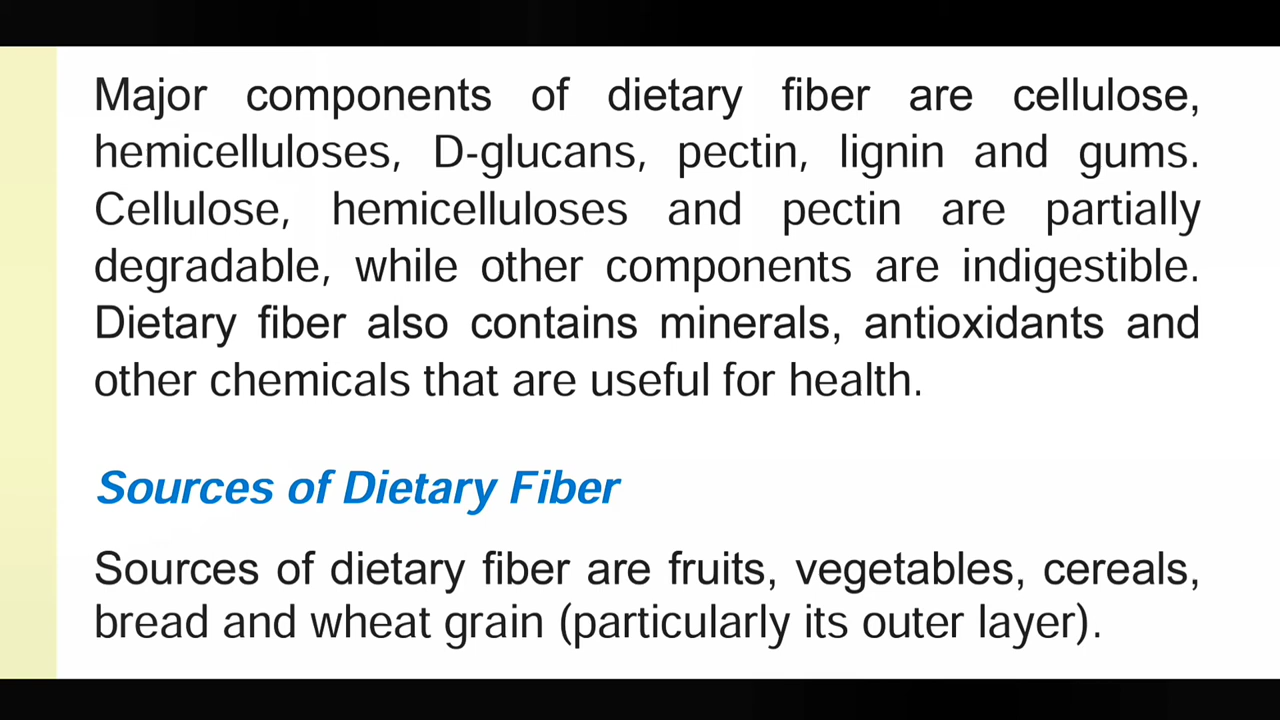 Major components of dietary fiber are cellulose,
hemicelluloses, D-glucans, pectin, lignin and gums.
Cellulose, hemicelluloses and pectin are partially
degradable, while other components are indigestible.
Dietary fiber also contains minerals, antioxidants and
other chemicals that are useful for health.
Sources of Dietary Fiber
Sources of dietary fiber are fruits, vegetables, cereals,
bread and wheat grain (particularly its outer layer).